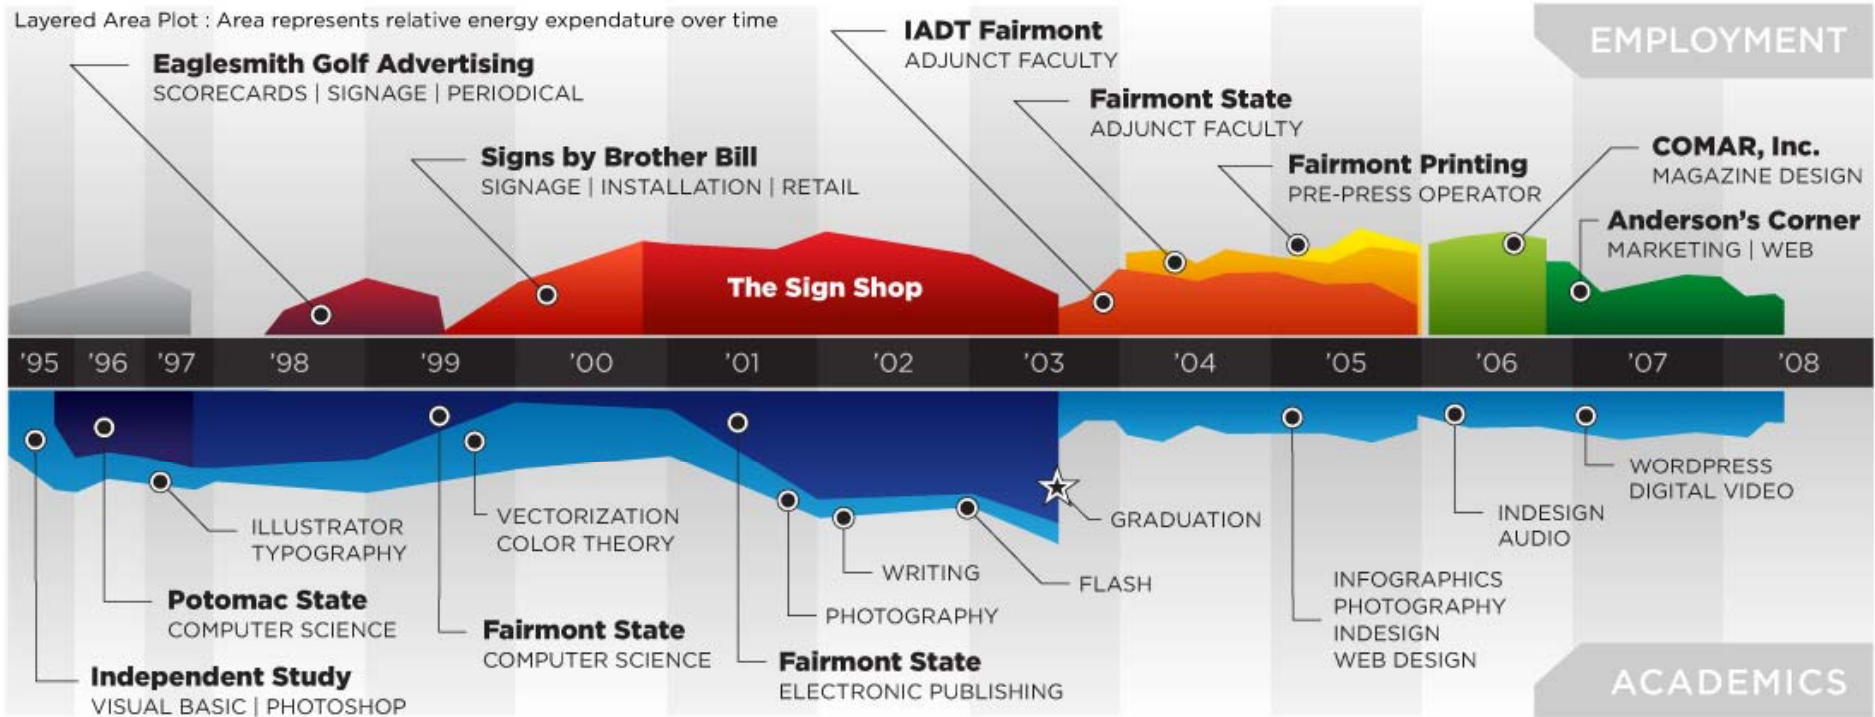 Layered Area Plot : Area represents relative energy expendature over time
EMPLOYMENT
Eaglesmith Golf Advertising
SCORECARDS | SIGNAGE | PERIODICAL
Signs by Brother Bill
SIGNAGE | INSTALLATION | RETAIL
IADT Fairmont
ADJUNCT FACULTY
Fairmont State
ADJUNCT FACULTY
Fairmont Printing
PRE-PRESS OPERATOR
COMAR, Inc.
MAGAZINE DESIGN
Anderson's Corner
MARKETING | WEB
The Sign Shop
'95 '96 '97 '98 '99 '00 '01 '02 '03 '04 '05 '06 '07 '08
ILLUSTRATOR
TYPOGRAPHY
Potomac State
COMPUTER SCIENCE
Independent Study
VISUAL BASIC | PHOTOSHOP
VECTORIZATION
COLOR THEORY
Fairmont State
COMPUTER SCIENCE
WRITING
PHOTOGRAPHY
Fairmont State
ELECTRONIC PUBLISHING
GRADUATION
FLASH
INFOGRAPHICS
PHOTOGRAPHY
INDESIGN
WEB DESIGN
INDESIGN
AUDIO
WORDPRESS
DIGITAL VIDEO
ACADEMICS